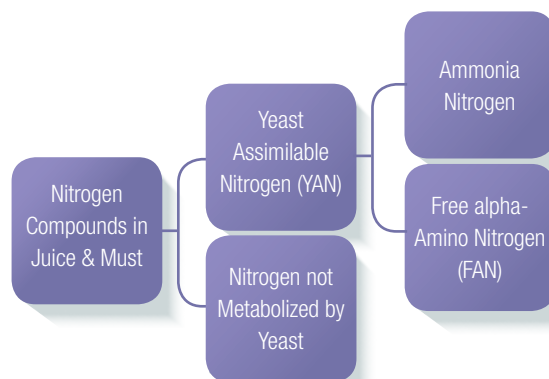 Nitrogen
Compounds in
Juice & Must
Yeast
Assimilable
Nitrogen (YAN)
Nitrogen not
Metabolized by
Yeast
Ammonia
Nitrogen
Free alpha-
Amino Nitrogen
(FAN)